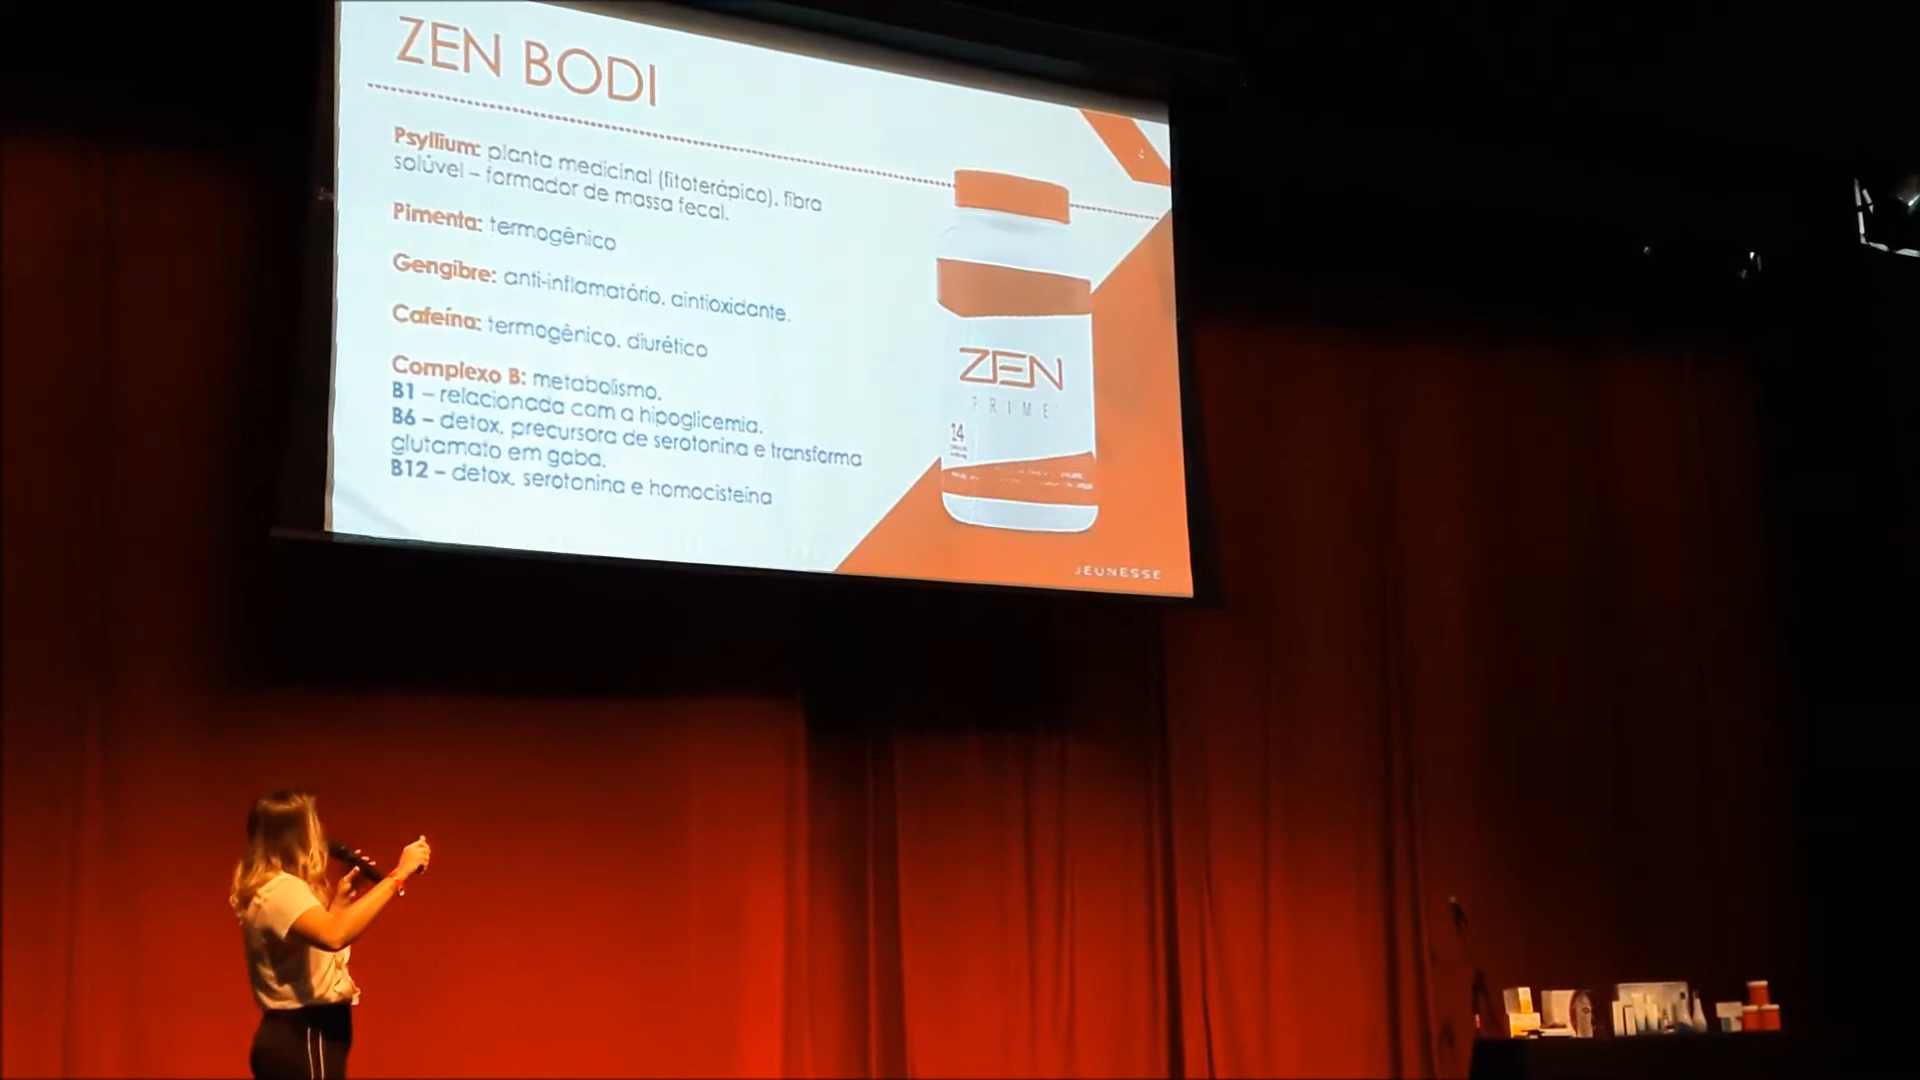 ZEN BODI
Psyllium: planta medicinal (fitoterápico), fibra
solúvel – formador de massa fecal.
Pimenta: termogênico
Gengibre: anti-inflamatório, aintioxidante.
Cafeína: termogênico, diurético
Complexo B: metabolismo.
B1 – relacionada com a hipoglicemia.
B6 – detox, precursora de serotonina e transforma
glutamato em gaba.
B12 – detox, serotonina e homocisteína
ZEN
PRIME
14
JEUNESSE